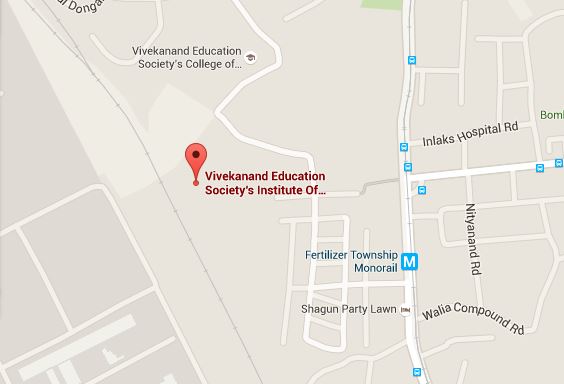 Dongar
Vivekanand Education
Society's College of...
Inlaks Hospital Rd
Vivekanand Education
Society's Institute Of...
Nityanand Rd
Fertilizer Township
Monorail
M
Shagun Party Lawn
Walia Compound Rd